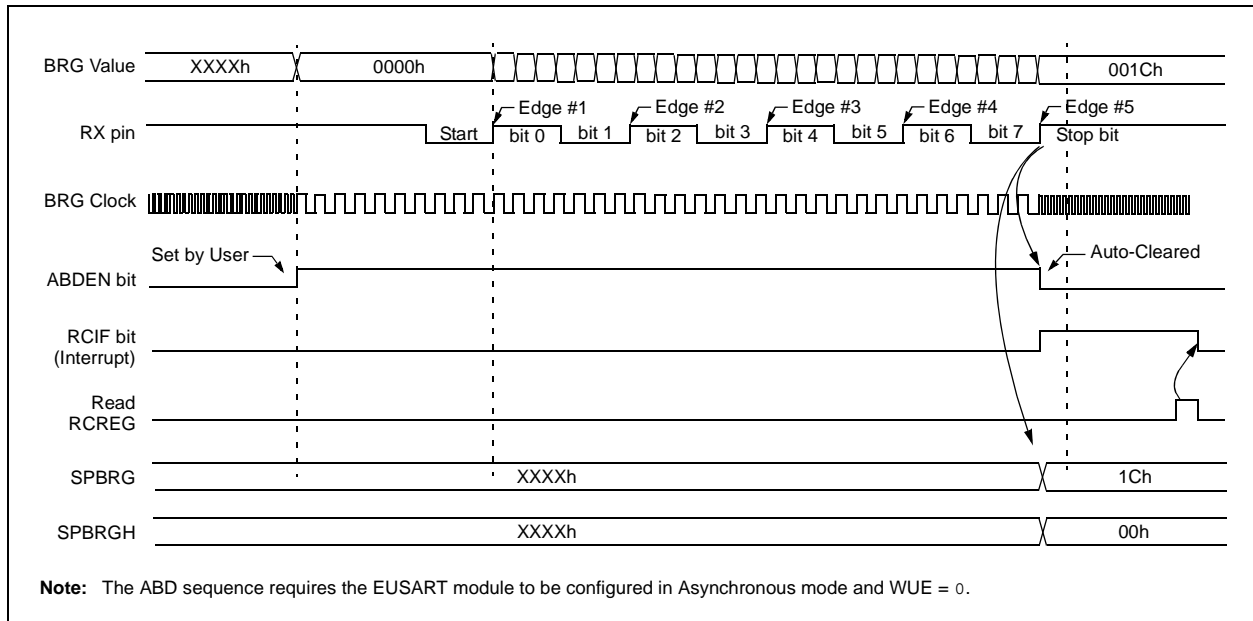 BRG Value XXXXh 0000h 001Ch
Edge #1 Edge #2 Edge #3 Edge #4 Edge #5
RX pin Start bit 0 bit 1 bit 2 bit 3 bit 4 bit 5 bit 6 bit 7 Stop bit
BRG Clock
Set by User Auto-Cleared
ABDEN bit
RCIF bit
(Interrupt)
Read
RCREG
SPBRG XXXXh 1Ch
SPBRGH XXXXh 00h
Note: The ABD sequence requires the EUSART module to be configured in Asynchronous mode and WUE = 0.